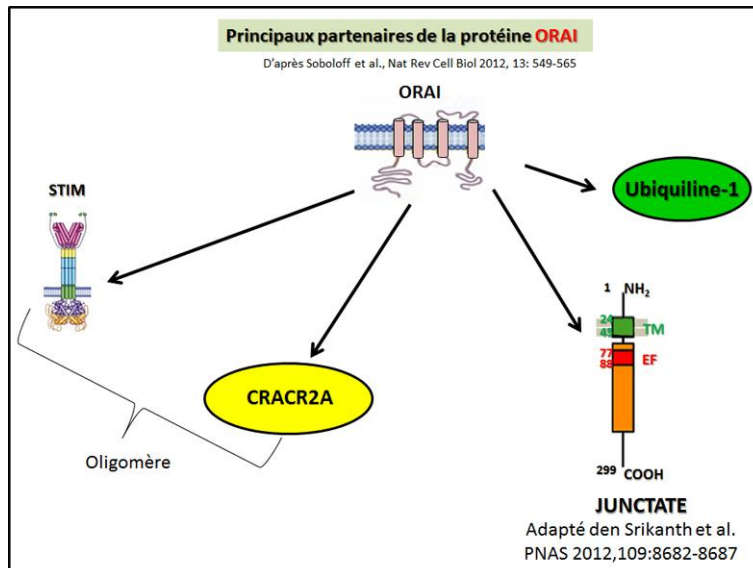 Principaux partenaires de la protéine ORAI
D'après Soboloff et al., Nat Rev Cell Biol 2012, 13: 549-565
ORAI
STIM
Ubiquiline-1
1 NH₂
24
45 TM
77 EF
88
CRACR2A
Oligomère
299 COOH
JUNCTATE
Adapté den Srikanth et al.
PNAS 2012,109:8682-8687